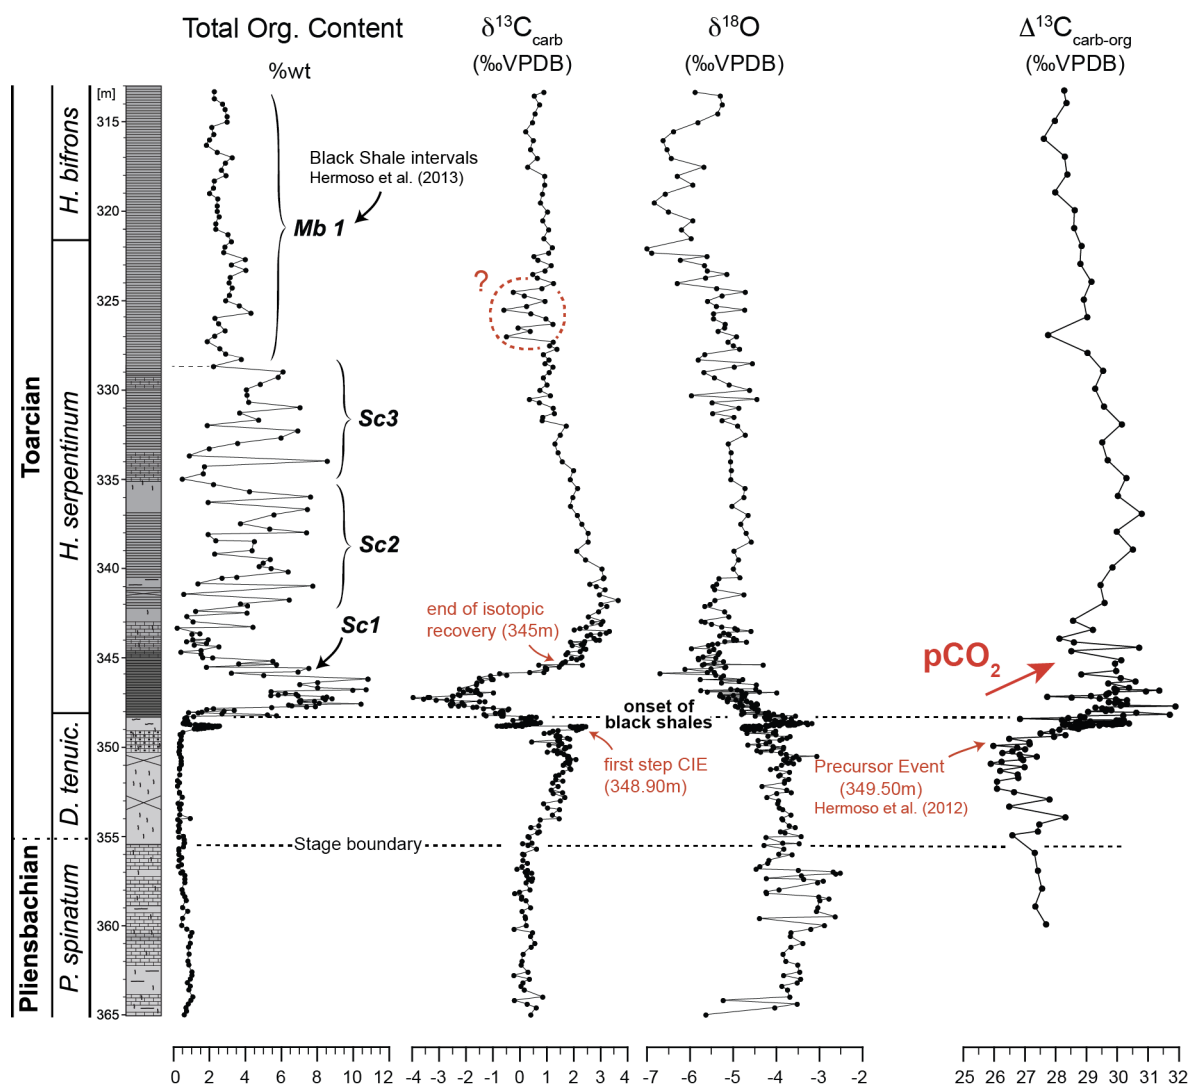 Total Org. Content
%wt
δ13Ccarb
(‰VPDB)
δ18O
(‰VPDB)
Δ13Ccarb-org
(‰VPDB)
[m]
315
320
325
330
335
340
345
350
355
360
365
Toarcian
Pliensbachian
H. bifrons
H. serpentinum
D. tenuic.
P. spinatum
Black Shale intervals
Hermoso et al. (2013)
Mb 1
Sc3
Sc2
Sc1
?
end of isotopic
recovery (345m)
onset of
black shales
first step CIE
(348.90m)
pCO2
Precursor Event
(349.50m)
Hermoso et al. (2012)
Stage boundary
0 2 4 6 8 10 12
-4 -3 -2 -1 0 1 2 3 4
-7 -6 -5 -4 -3 -2
25 26 27 28 29 30 31 32